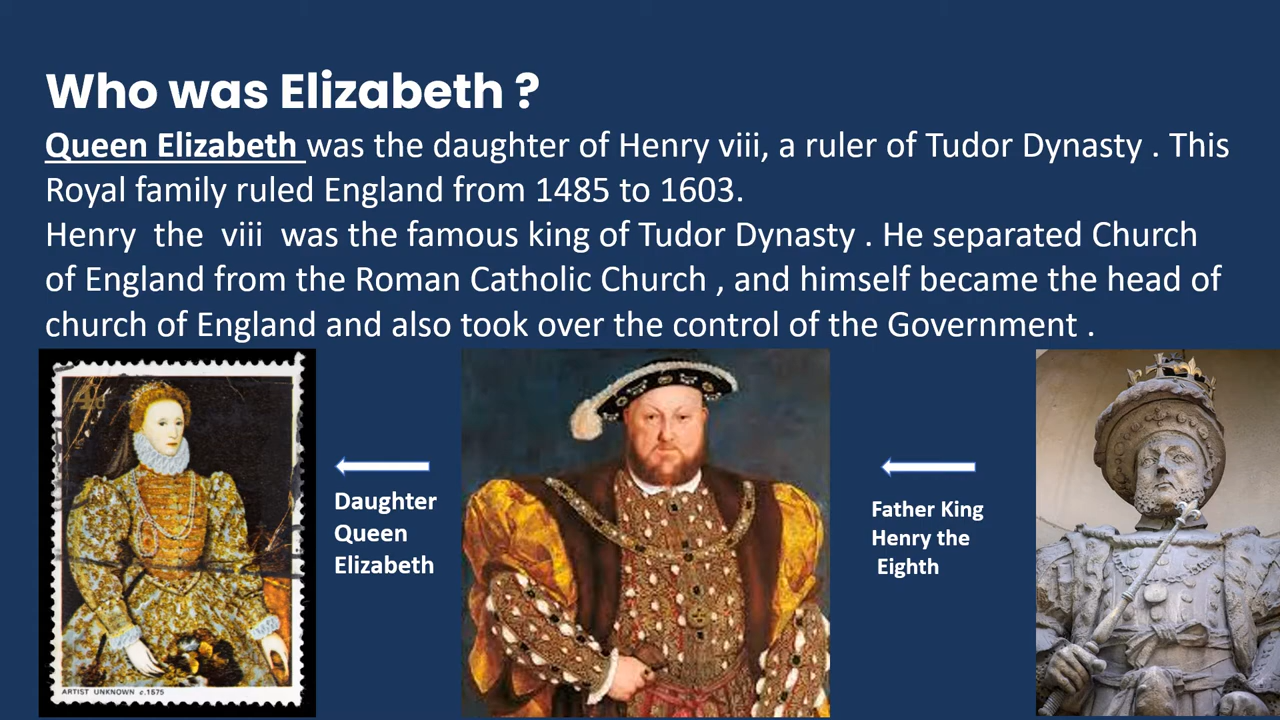 Who was Elizabeth ?
Queen Elizabeth was the daughter of Henry viii, a ruler of Tudor Dynasty . This
Royal family ruled England from 1485 to 1603.
Henry the viii was the famous king of Tudor Dynasty . He separated Church
of England from the Roman Catholic Church , and himself became the head of
church of England and also took over the control of the Government .
Daughter
Queen
Elizabeth
Father King
Henry the
Eighth
ARTIST UNKNOWN c.1575